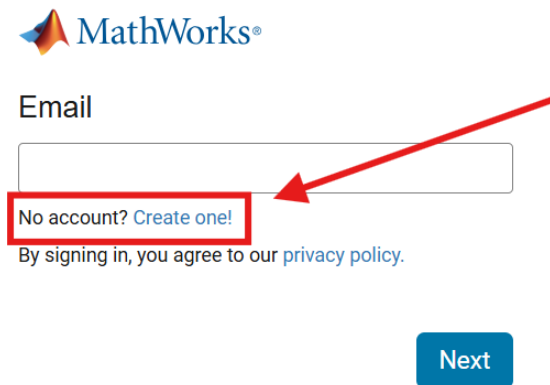 MathWorks®
Email
No account? Create one!
By signing in, you agree to our privacy policy.
Next